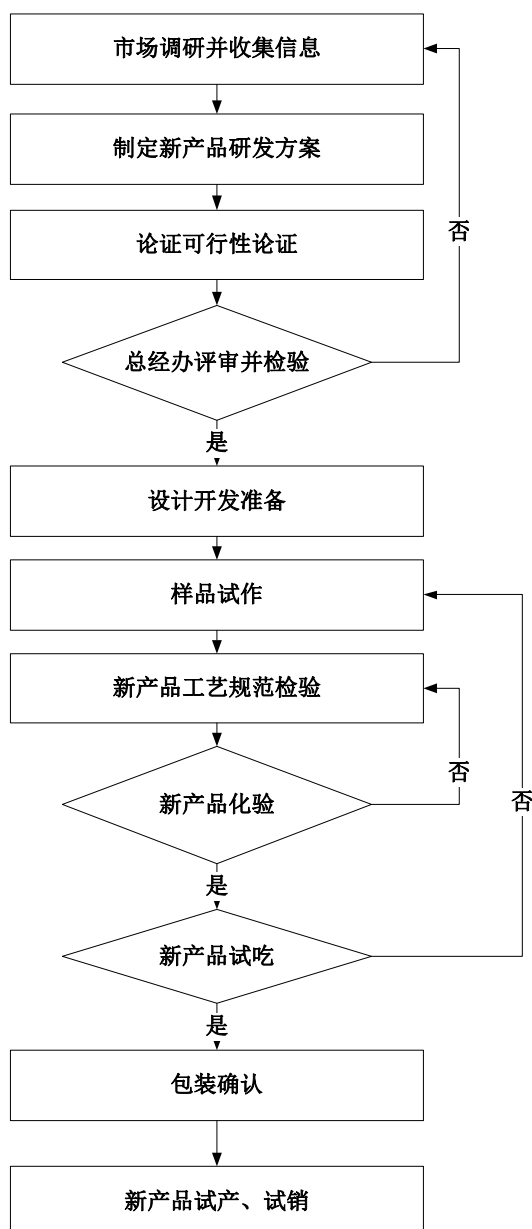 市场调研并收集信息
制定新产品研发方案
论证可行性论证
否
总经办评审并检验
是
设计开发准备
样品试作
新产品工艺规范检验
否
否
新产品化验
是
新产品试吃
是
包装确认
新产品试产、试销